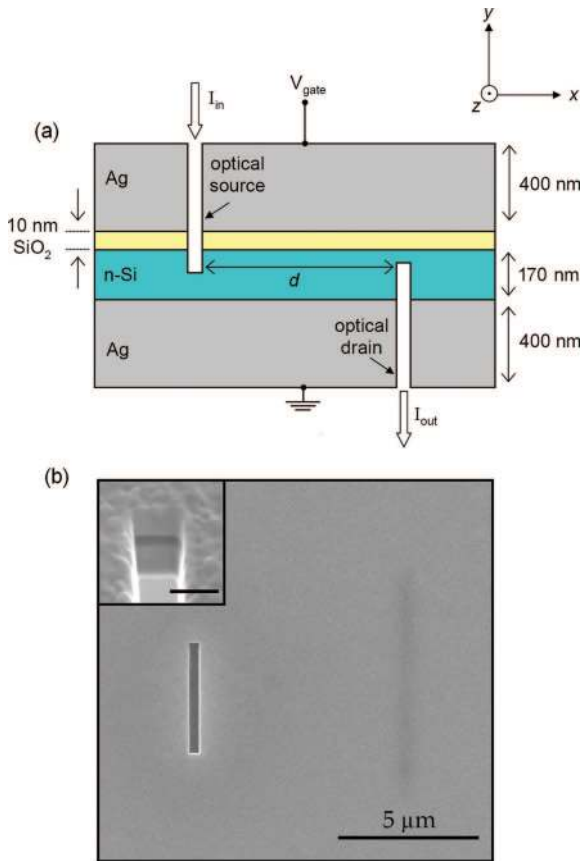 y
x
z
(a)
I_in
V_gate
Ag
optical
source
400 nm
10 nm
SiO₂
n-Si
d
170 nm
Ag
optical
drain
400 nm
I_out
(b)
5 µm